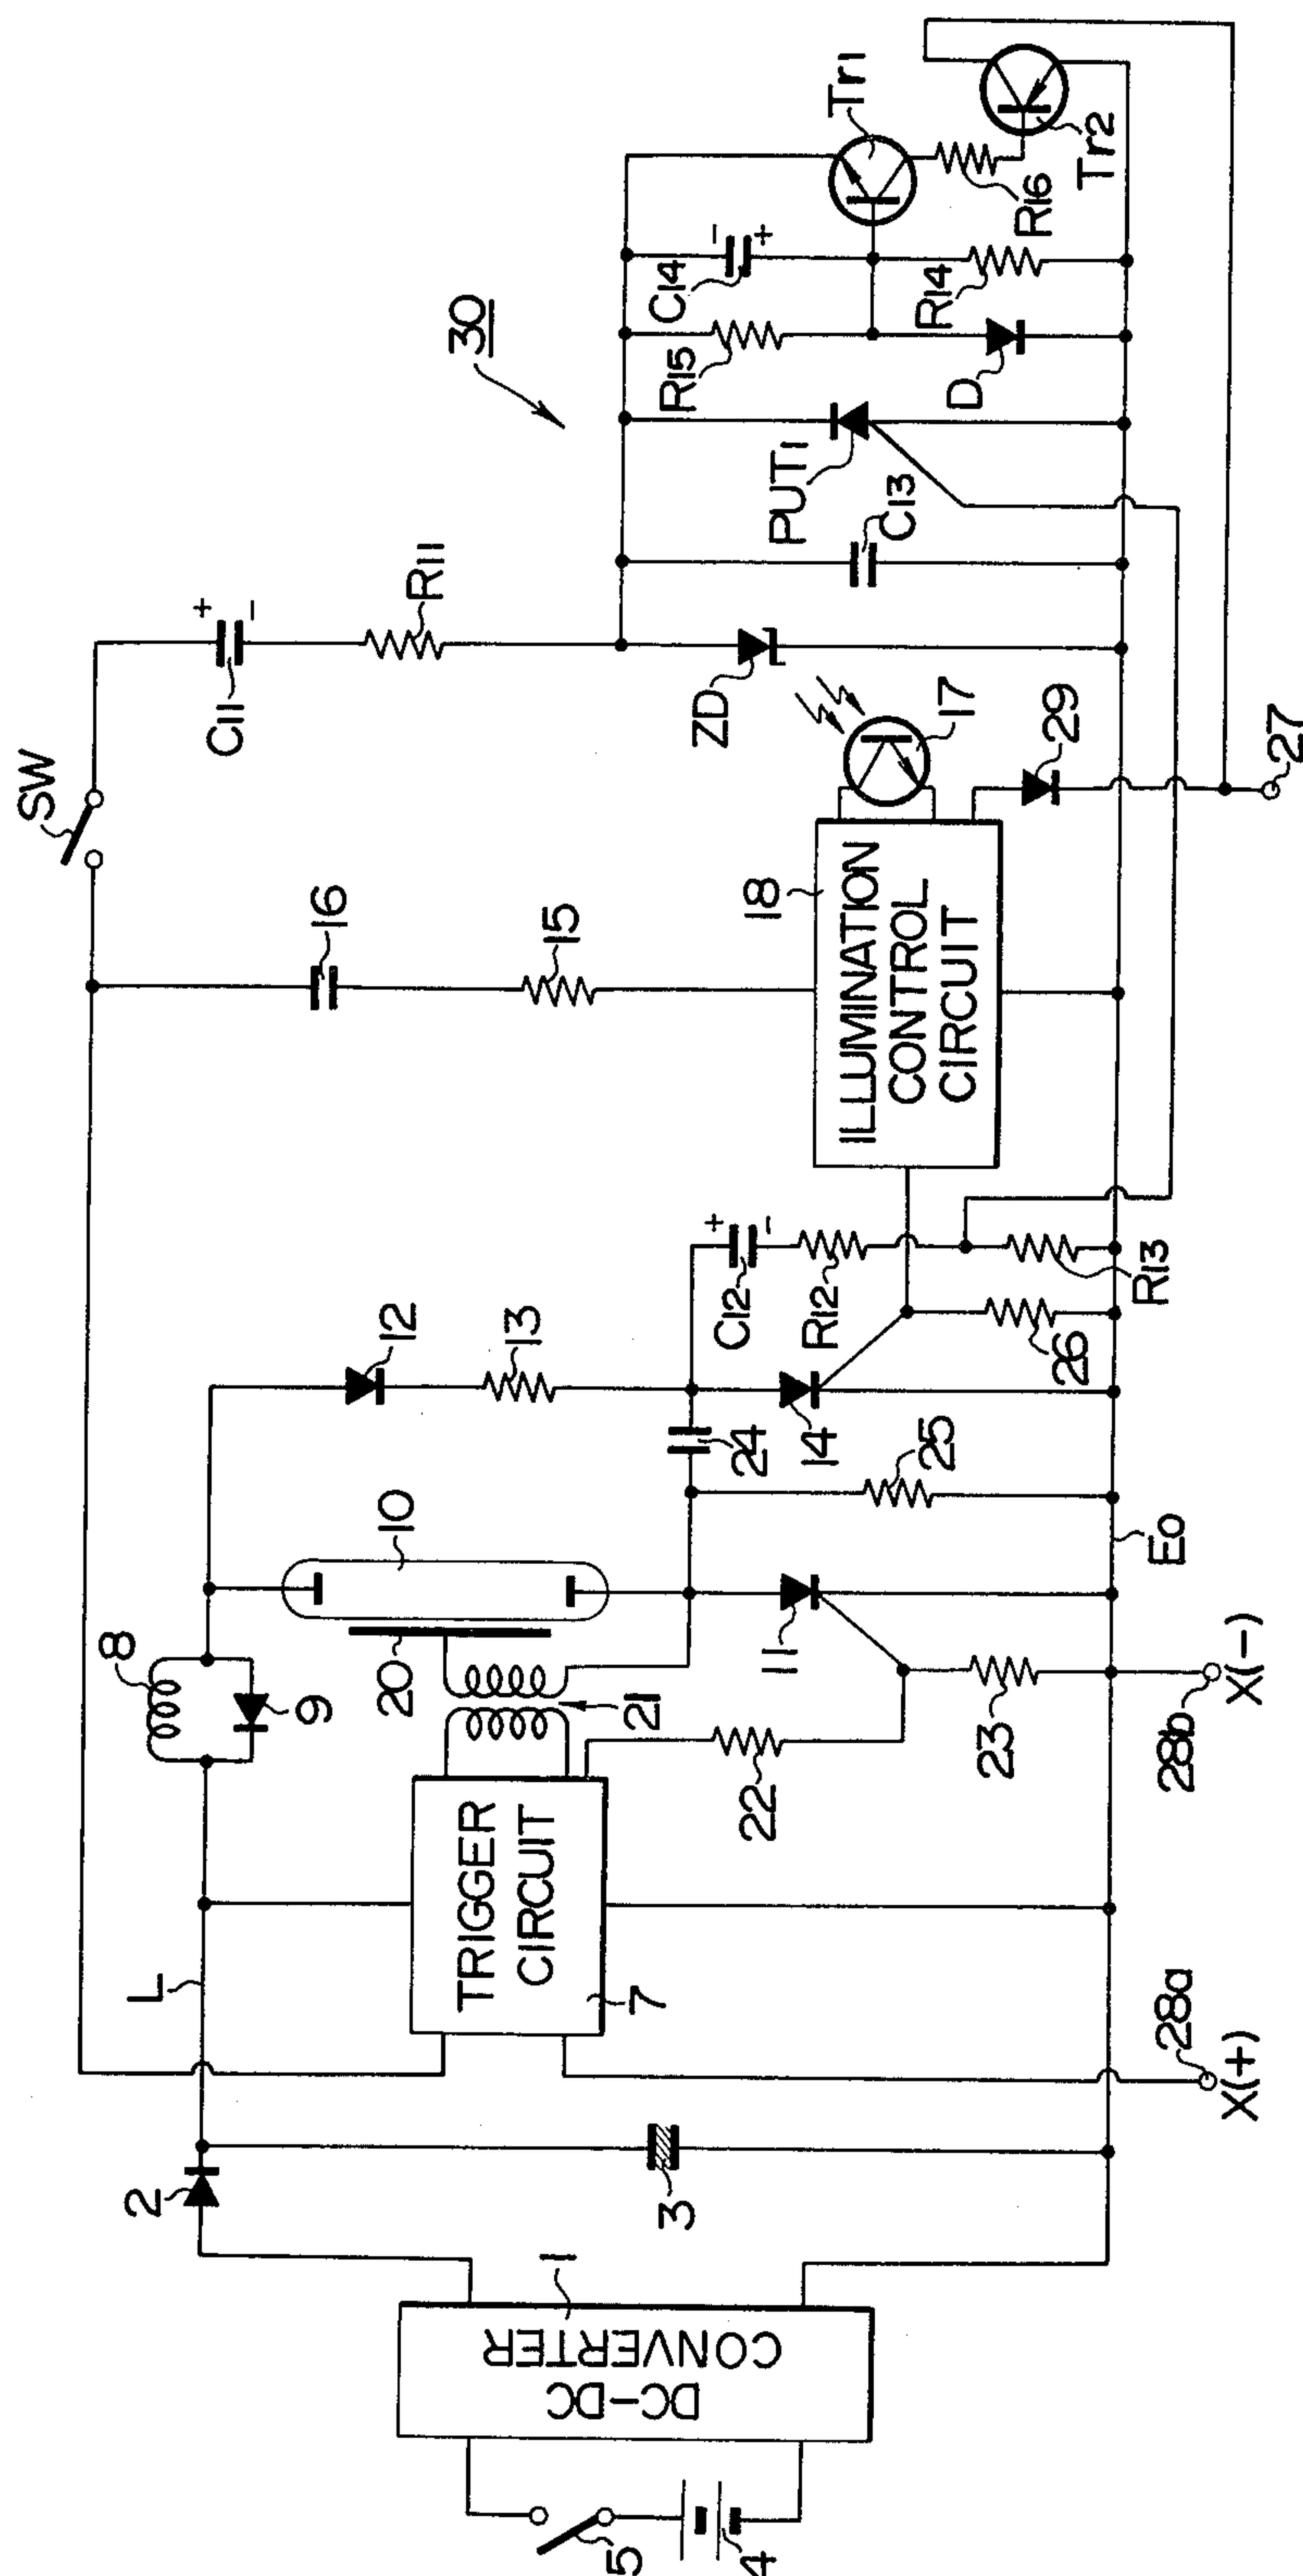 SW
C11
+
-
R11
30
Tr1
Tr2
R16
C14
-
+
R14
R15
D
PUT1
C13
ZD
17
29
27
16
15
18
ILLUMINATION
CONTROL
CIRCUIT
12
13
C12
+
-
R12
R13
26
14
24
25
10
8
9
20
21
11
E0
22
23
28b
X(-)
L
TRIGGER
CIRCUIT
7
28a
X(+)
2
3
1
DC-DC
CONVERTER
5
4